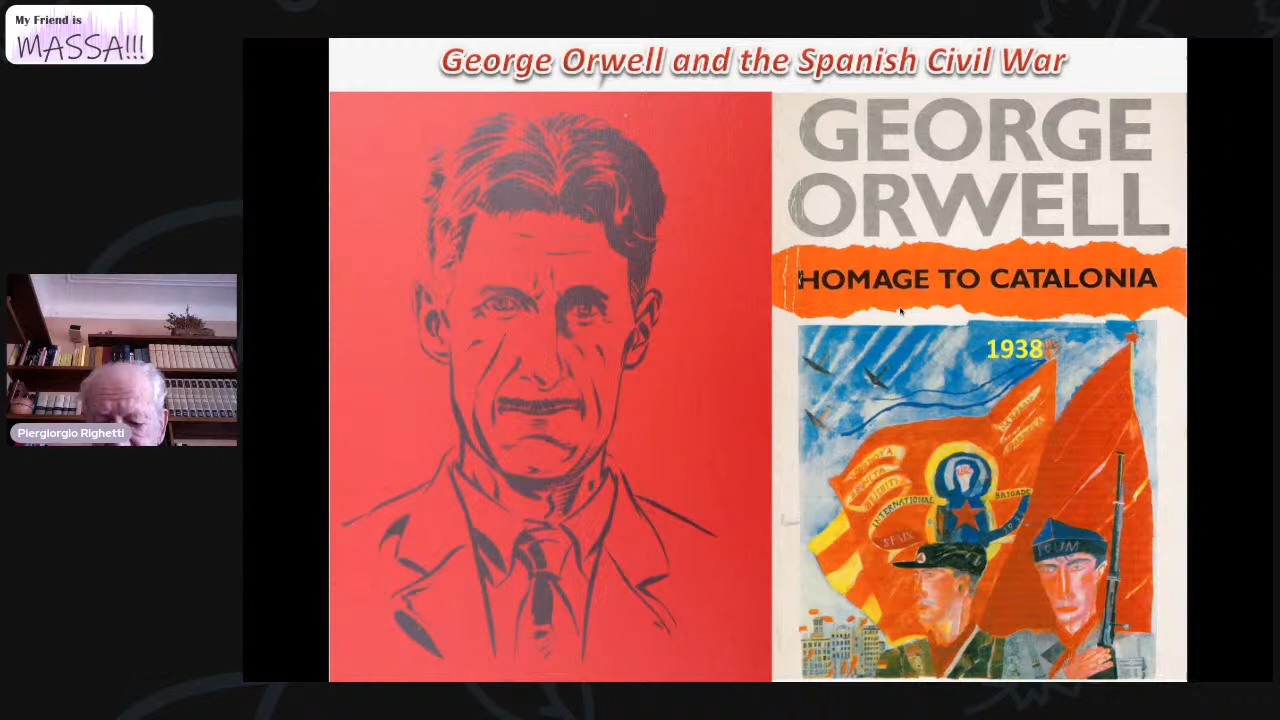 My Friend is
MASSA!!!
George Orwell and the Spanish Civil War
GEORGE
ORWELL
HOMAGE TO CATALONIA
1938
INTERNATIONAL BRIGADE
SPAIN
POUM
Piergiorgio Righetti